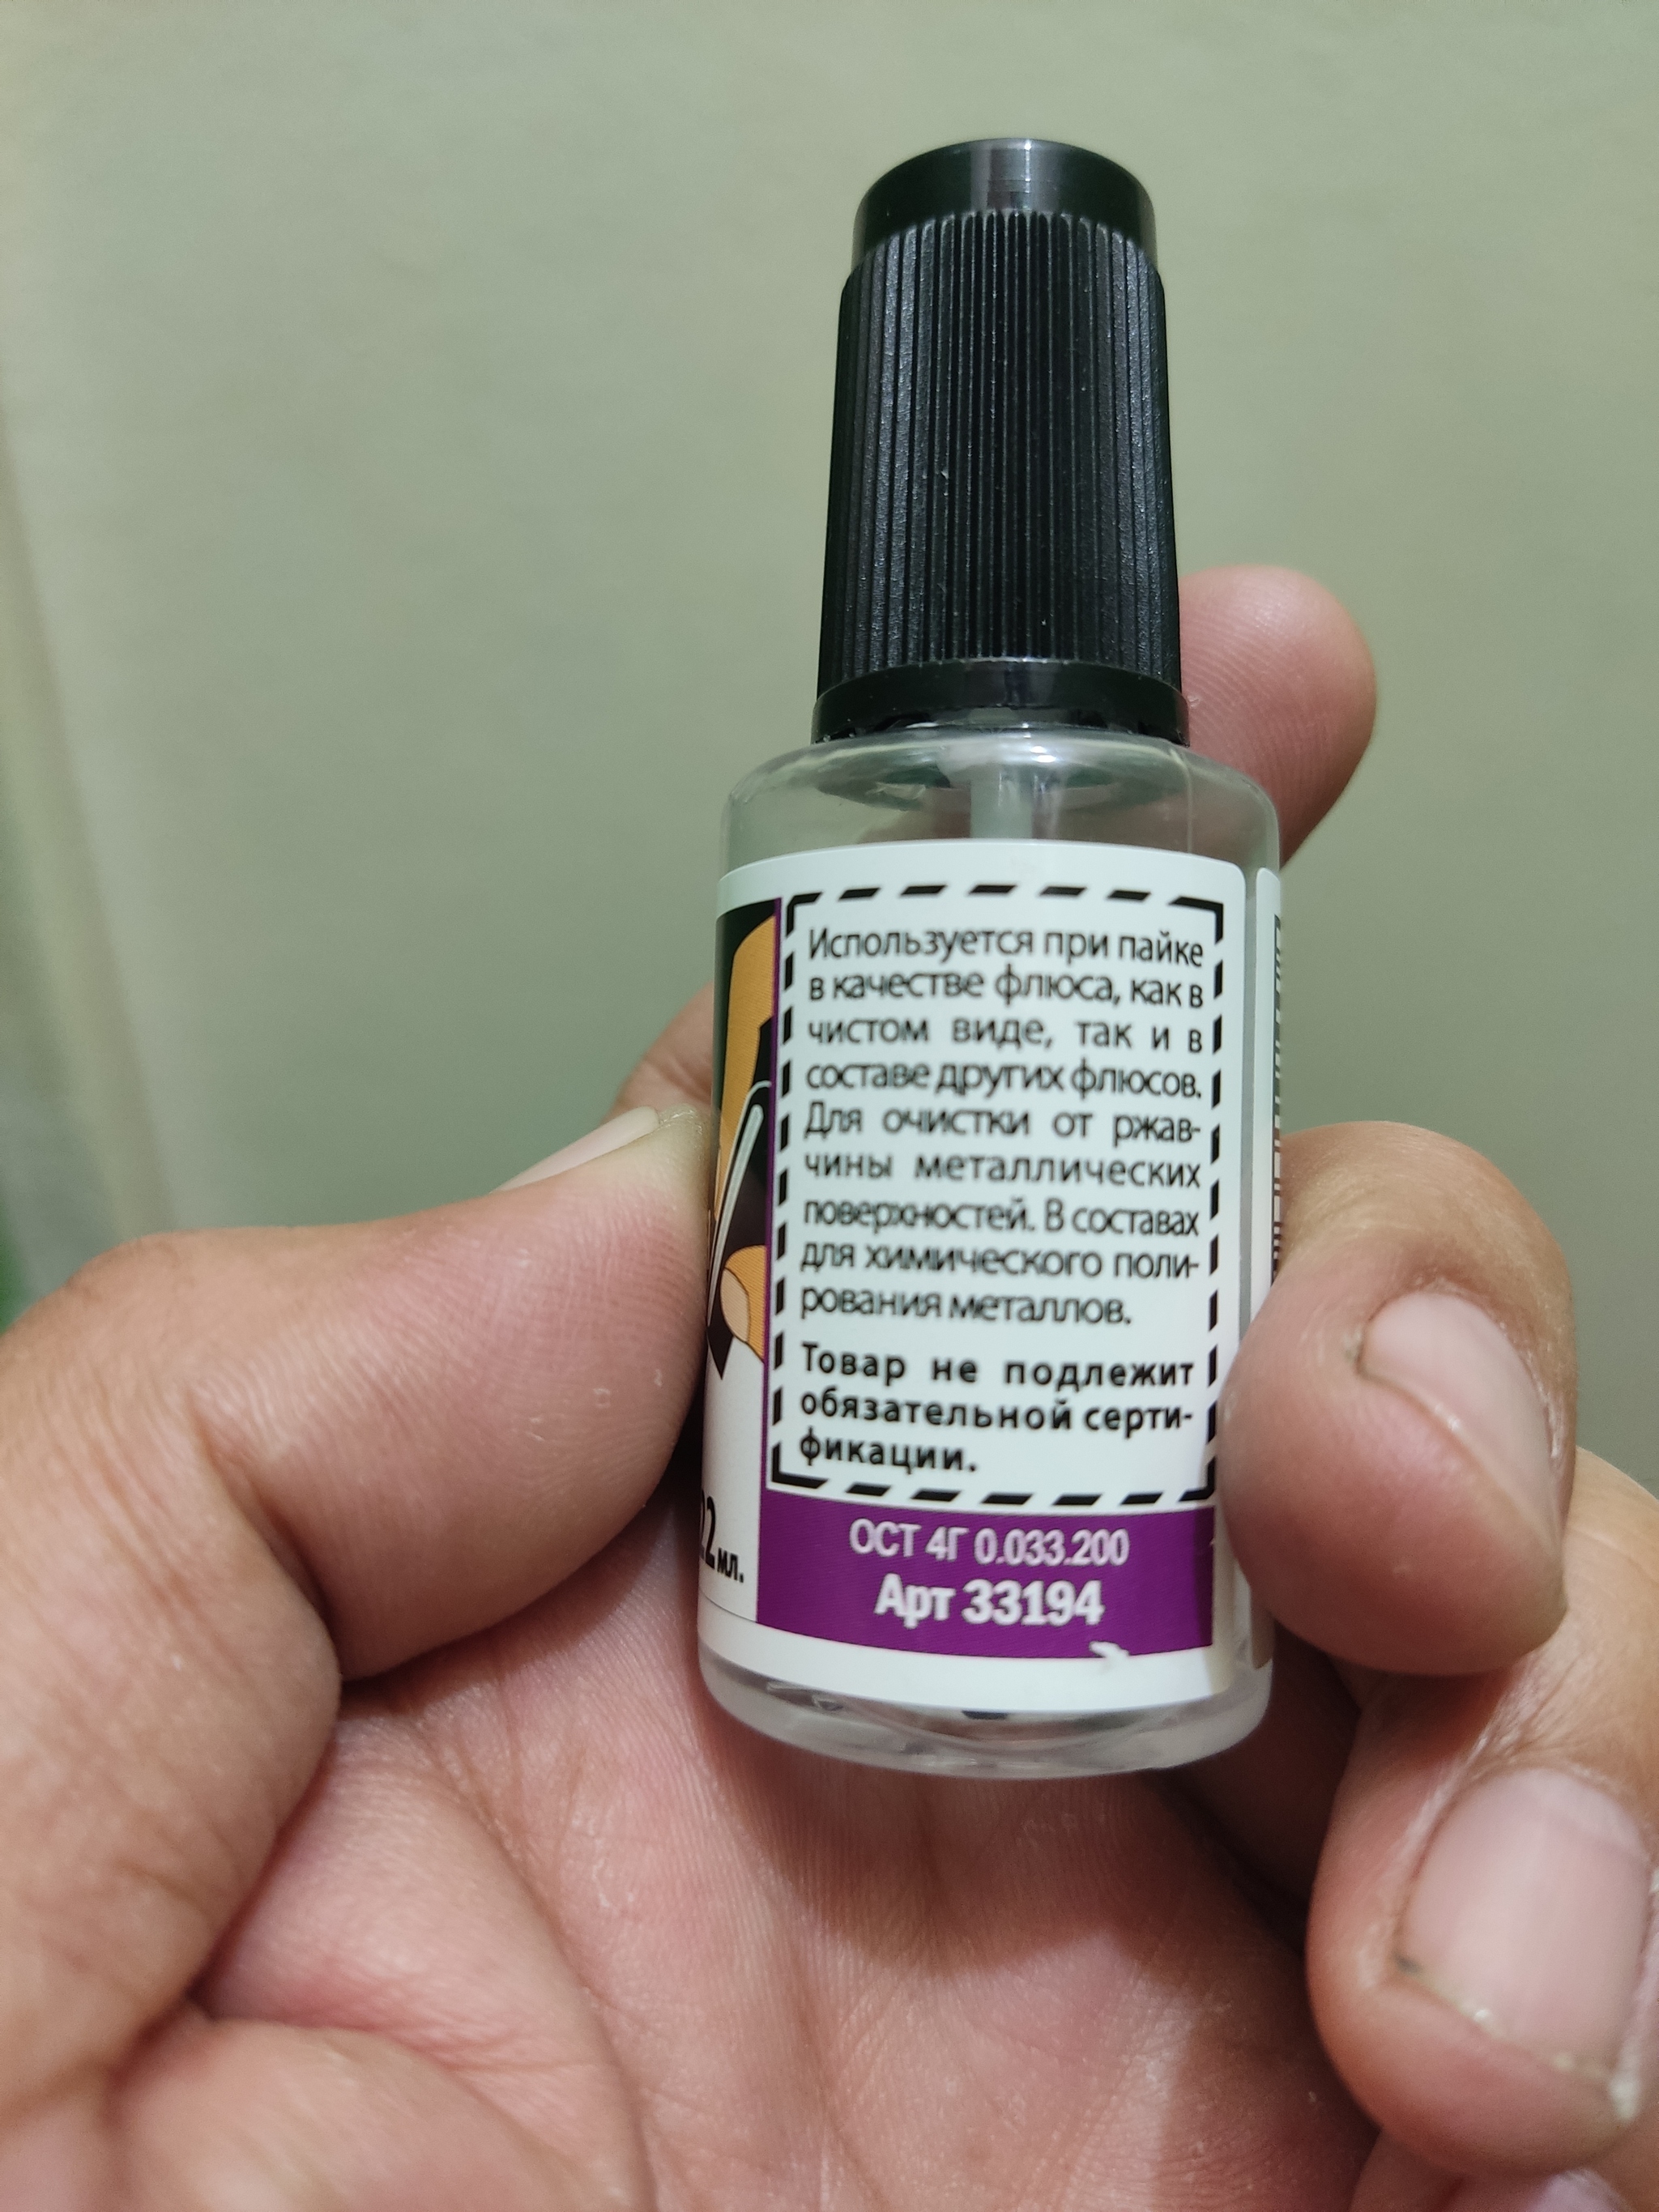 Используется при пайке
в качестве флюса, как в
чистом виде, так и в
составе других флюсов.
Для очистки от ржав-
чины металлических
поверхностей. В составах
для химического поли-
рования металлов.
Товар не подлежит
обязательной серти-
фикации.
ОСТ 4Г 0.033.200
Арт 33194
22 мл.